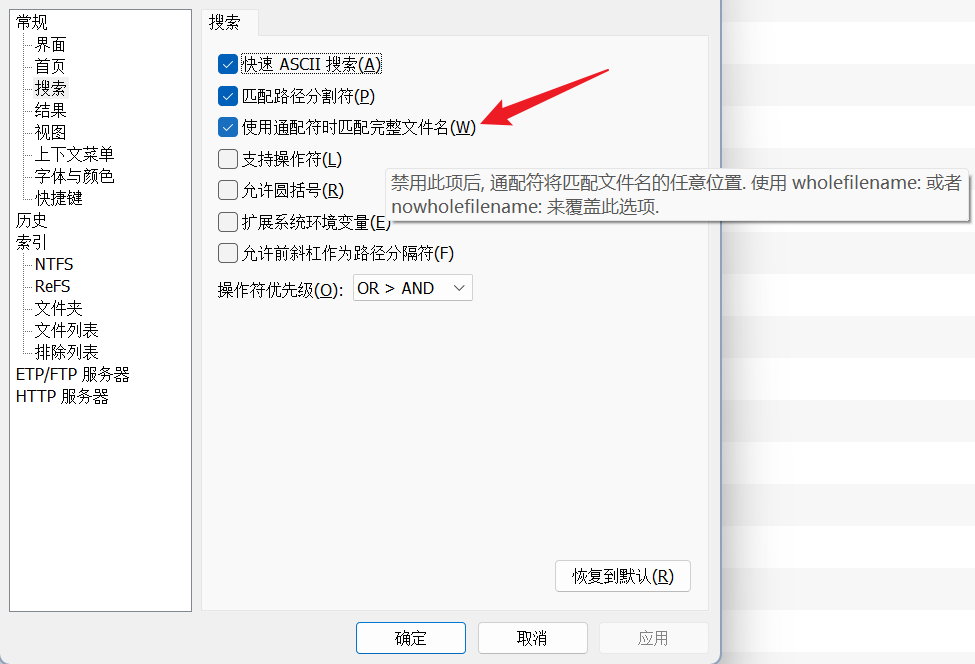 常规
界面
首页
搜索
结果
视图
上下文菜单
字体与颜色
快捷键
历史
索引
NTFS
ReFS
文件夹
文件列表
排除列表
ETP/FTP 服务器
HTTP 服务器
搜索
快速 ASCII 搜索(A)
匹配路径分割符(P)
使用通配符时匹配完整文件名(W)
支持操作符(L)
允许圆括号(R)
扩展系统环境变量(E)
允许前斜杠作为路径分隔符(F)
操作符优先级(O): OR > AND
禁用此项后, 通配符将匹配文件名的任意位置. 使用 wholefilename: 或者
nowholefilename: 来覆盖此选项.
恢复到默认(R)
确定 取消 应用